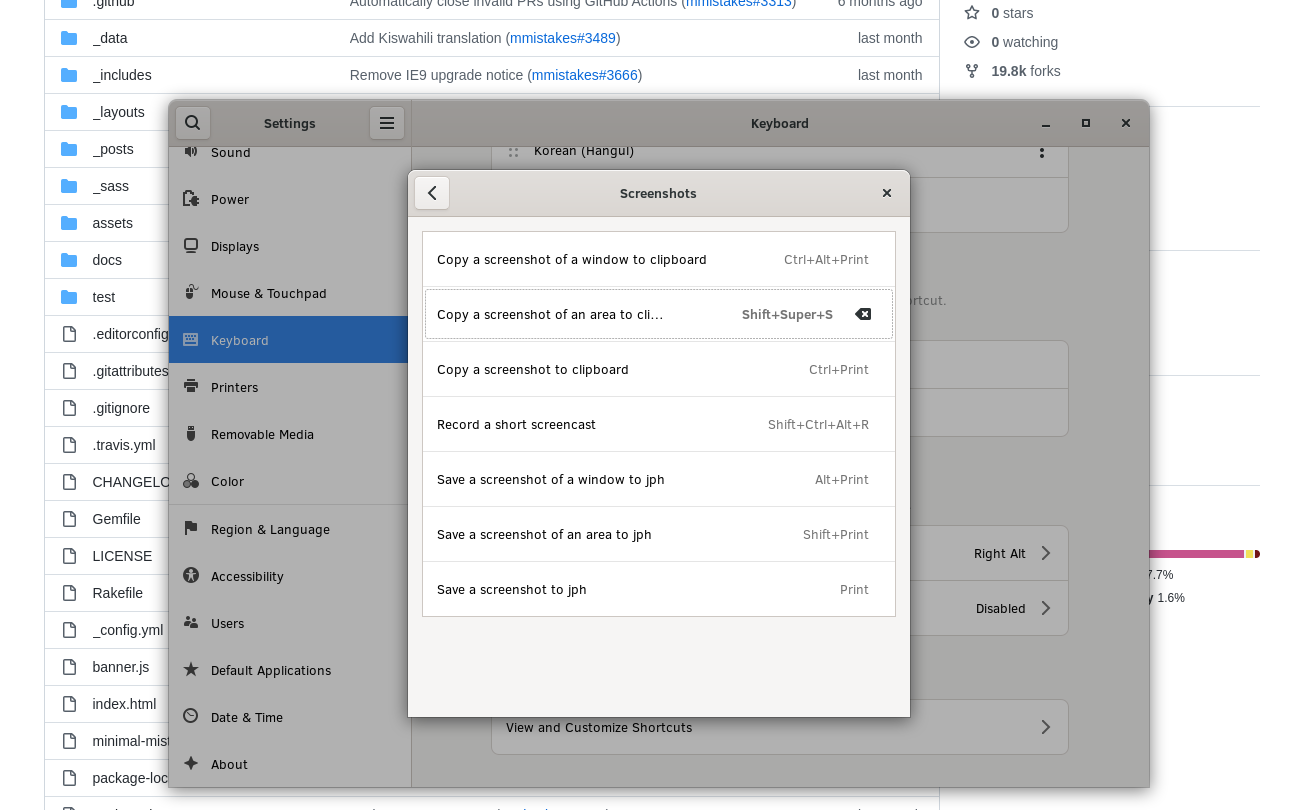 .github Automatically close invalid PRs using GitHub Actions (mmistakes#3313) 6 months ago
_data Add Kiswahili translation (mmistakes#3489) last month
_includes Remove IE9 upgrade notice (mmistakes#3666) last month
_layouts
_posts
_sass
assets
docs
test
.editorconfig
.gitattributes
.gitignore
.travis.yml
CHANGELO
Gemfile
LICENSE
Rakefile
_config.yml
banner.js
index.html
minimal-mist
package-loc
0 stars
0 watching
19.8k forks
7.7%
y 1.6%
Settings
Keyboard
Sound
Power
Displays
Mouse & Touchpad
Keyboard
Printers
Removable Media
Color
Region & Language
Accessibility
Users
Default Applications
Date & Time
About
Korean (Hangul)
ortcut.
Right Alt
Disabled
View and Customize Shortcuts
Screenshots
Copy a screenshot of a window to clipboard Ctrl+Alt+Print
Copy a screenshot of an area to cli… Shift+Super+S
Copy a screenshot to clipboard Ctrl+Print
Record a short screencast Shift+Ctrl+Alt+R
Save a screenshot of a window to jph Alt+Print
Save a screenshot of an area to jph Shift+Print
Save a screenshot to jph Print